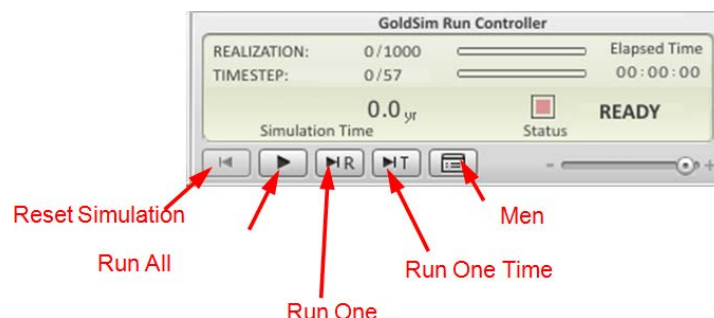 GoldSim Run Controller
REALIZATION: 0/1000 Elapsed Time
TIMESTEP: 0/57 00:00:00
0.0 yr READY
Simulation Time Status
R T - +
Reset Simulation Men
Run All Run One Time
Run One